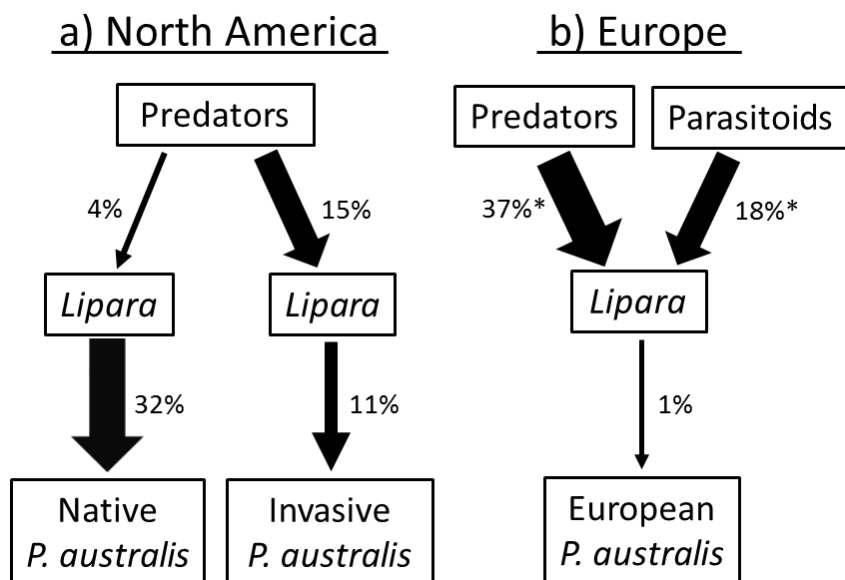 a) North America
b) Europe
Predators
Predators
Parasitoids
4%
15%
37%*
18%*
Lipara
Lipara
Lipara
32%
11%
1%
Native
P. australis
Invasive
P. australis
European
P. australis